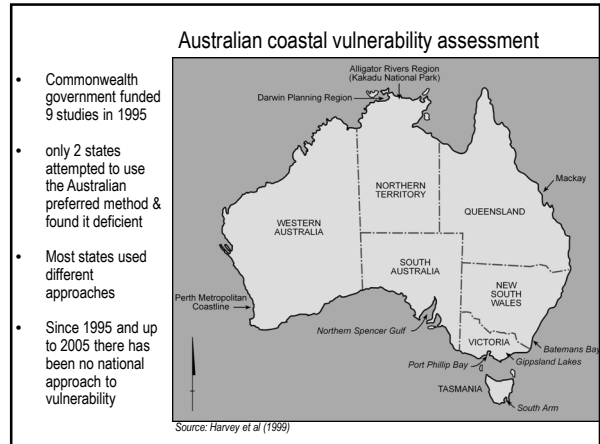 Australian coastal vulnerability assessment
• Commonwealth
government funded
9 studies in 1995
• only 2 states
attempted to use
the Australian
preferred method &
found it deficient
• Most states used
different
approaches
• Since 1995 and up
to 2005 there has
been no national
approach to
vulnerability
Alligator Rivers Region
(Kakadu National Park)
Darwin Planning Region
Mackay
NORTHERN
TERRITORY
QUEENSLAND
WESTERN
AUSTRALIA
SOUTH
AUSTRALIA
NEW
SOUTH
WALES
Perth Metropolitan
Coastline
Northern Spencer Gulf
VICTORIA
Batemans Bay
Port Phillip Bay
Gippsland Lakes
TASMANIA
South Arm
Source: Harvey et al (1999)